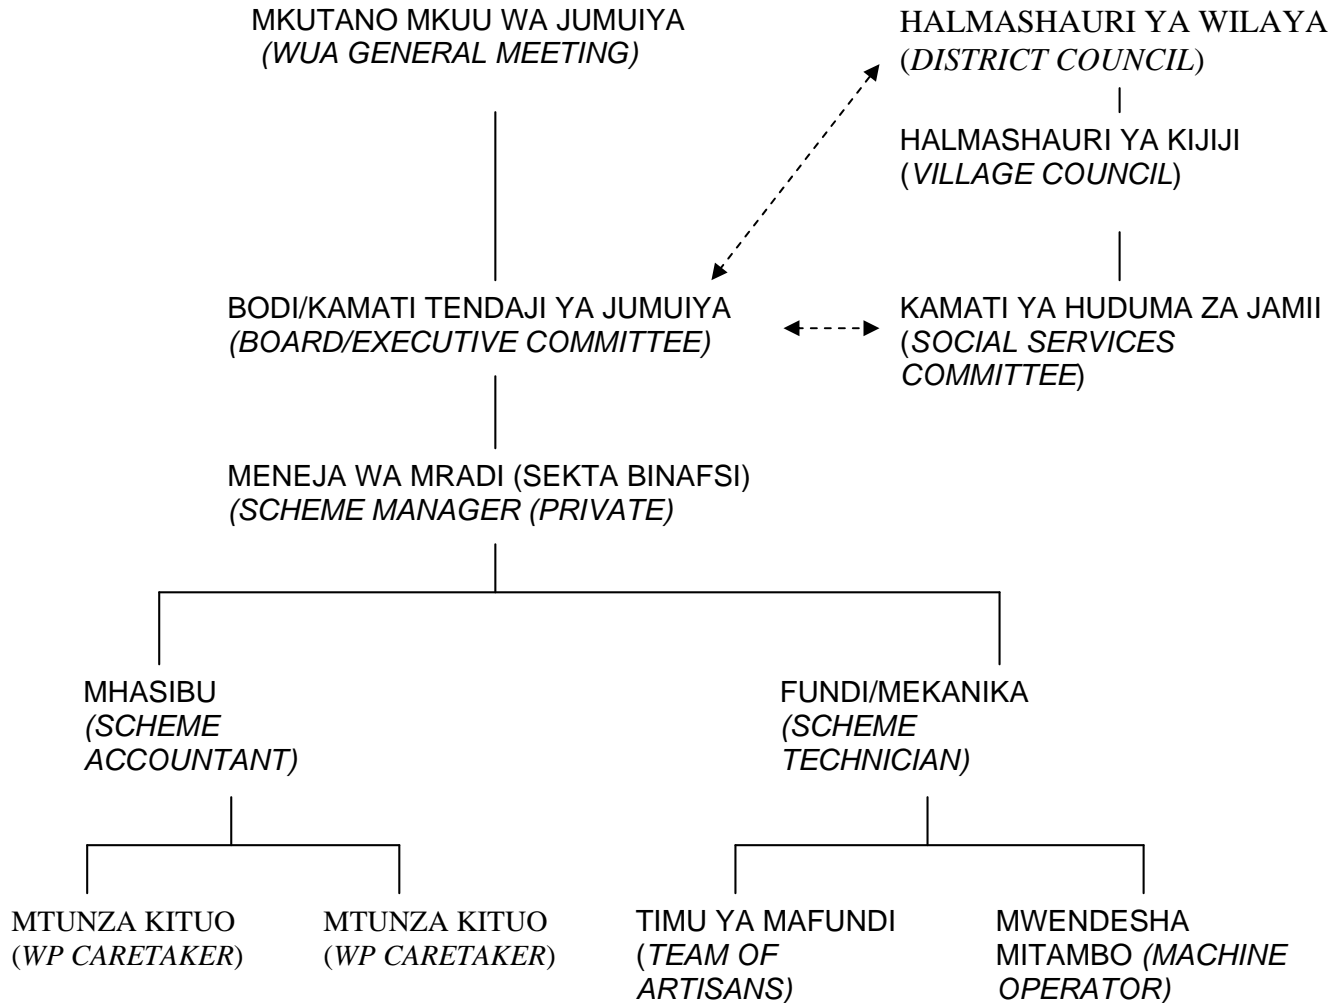 MKUTANO MKUU WA JUMUIYA
(WUA GENERAL MEETING)
HALMASHAURI YA WILAYA
(DISTRICT COUNCIL)
HALMASHAURI YA KIJIJI
(VILLAGE COUNCIL)
BODI/KAMATI TENDAJI YA JUMUIYA
(BOARD/EXECUTIVE COMMITTEE)
KAMATI YA HUDUMA ZA JAMII
(SOCIAL SERVICES
COMMITTEE)
MENEJA WA MRADI (SEKTA BINAFSI)
(SCHEME MANAGER (PRIVATE)
MHASIBU
(SCHEME
ACCOUNTANT)
FUNDI/MEKANIKA
(SCHEME
TECHNICIAN)
MTUNZA KITUO
(WP CARETAKER)
MTUNZA KITUO
(WP CARETAKER)
TIMU YA MAFUNDI
(TEAM OF
ARTISANS)
MWENDESHA
MITAMBO (MACHINE
OPERATOR)